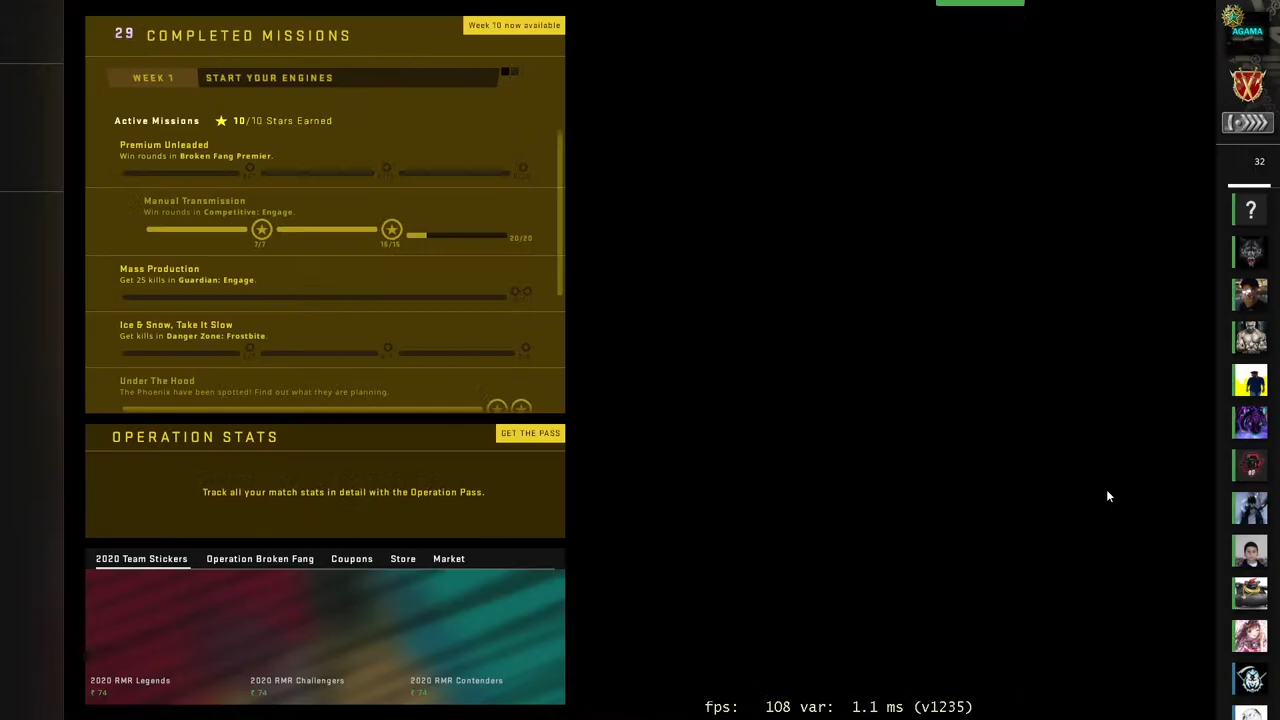 Week 10 now available
29 COMPLETED MISSIONS
WEEK 1 START YOUR ENGINES
Active Missions 10/10 Stars Earned
Premium Unleaded
Win rounds in Broken Fang Premier.
Manual Transmission
Win rounds in Competitive: Engage.
7/7 15/15 20/20
Mass Production
Get 25 kills in Guardian: Engage.
Ice & Snow, Take It Slow
Get kills in Danger Zone: Frostbite.
Under The Hood
The Phoenix have been spotted! Find out what they are planning.
OPERATION STATS GET THE PASS
Track all your match stats in detail with the Operation Pass.
2020 Team Stickers Operation Broken Fang Coupons Store Market
2020 RMR Legends 2020 RMR Challengers 2020 RMR Contenders
₹ 74 ₹ 74 ₹ 74
AGAMA
32
?
fps: 108 var: 1.1 ms (v1235)